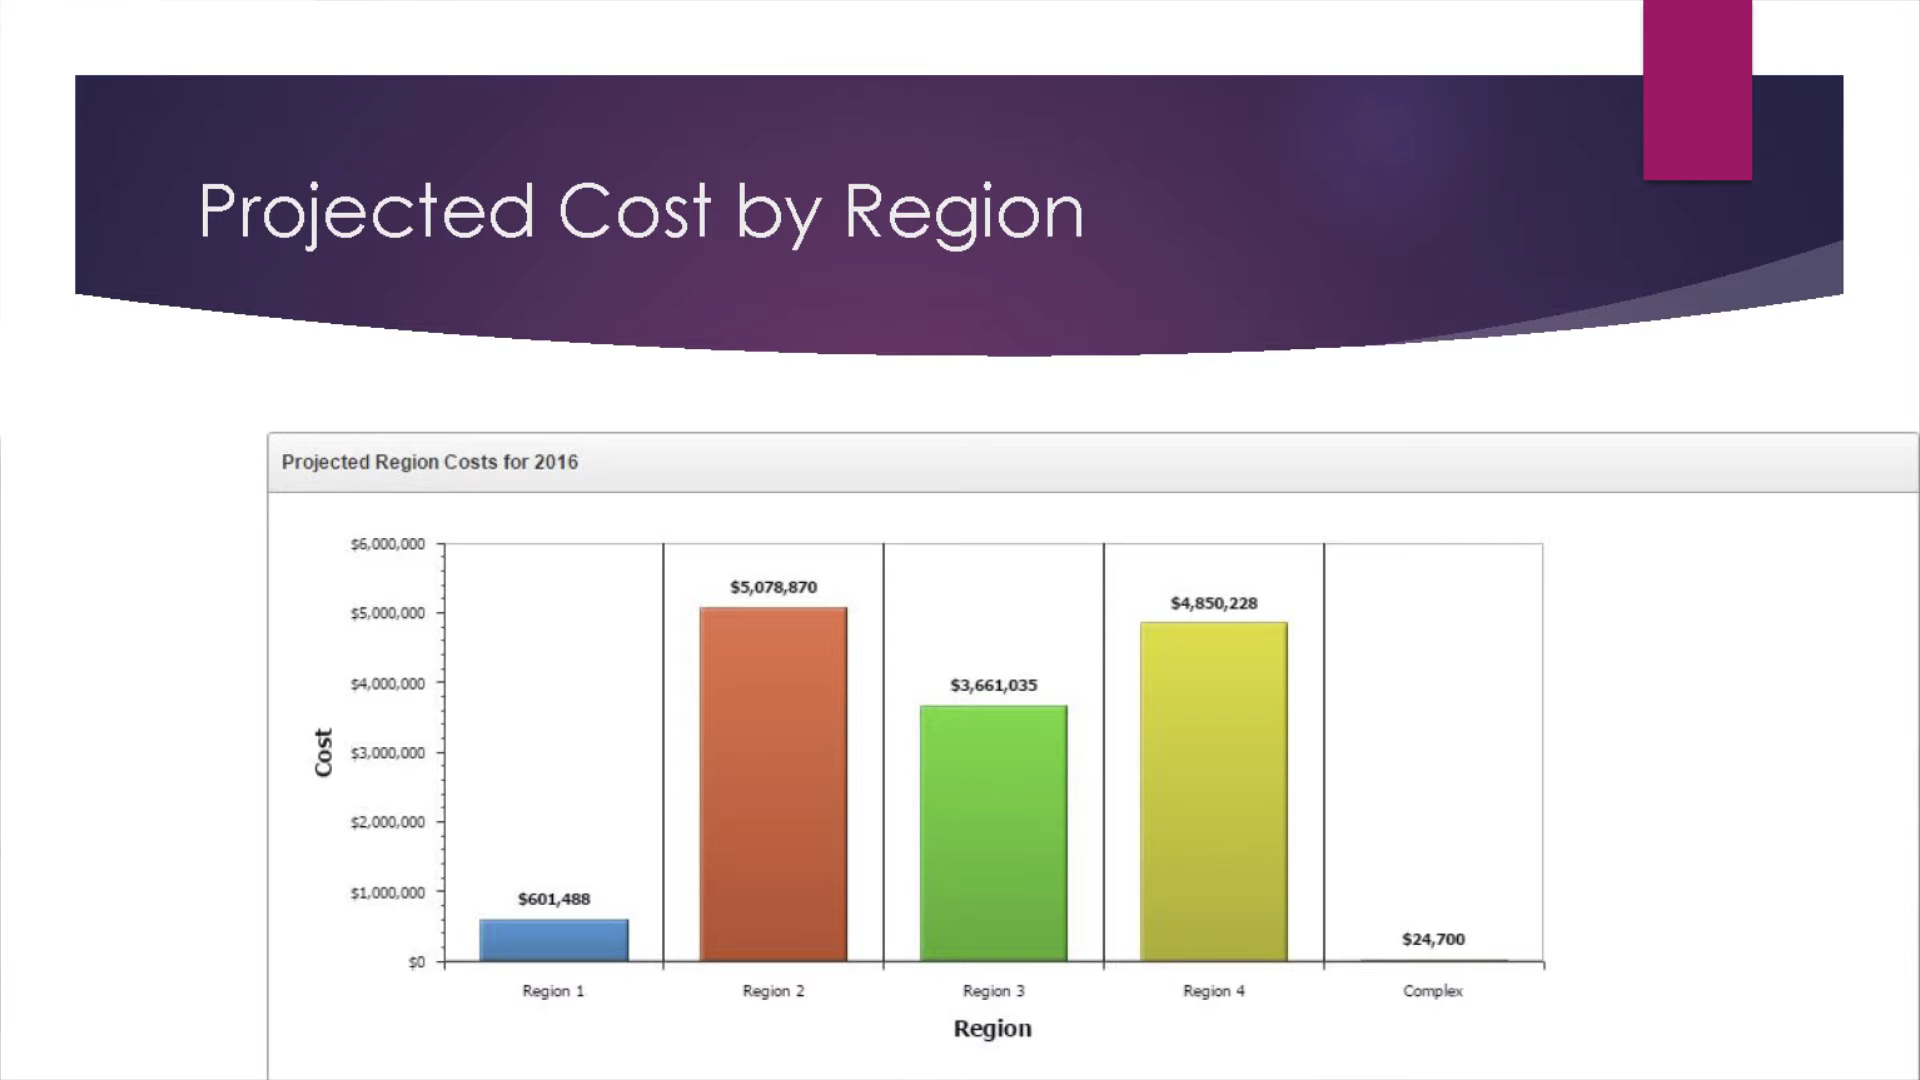 Projected Cost by Region
Projected Region Costs for 2016
$6,000,000
$5,000,000
$4,000,000
$3,000,000
$2,000,000
$1,000,000
$0
Cost
$601,488
$5,078,870
$3,661,035
$4,850,228
$24,700
Region 1
Region 2
Region 3
Region 4
Complex
Region